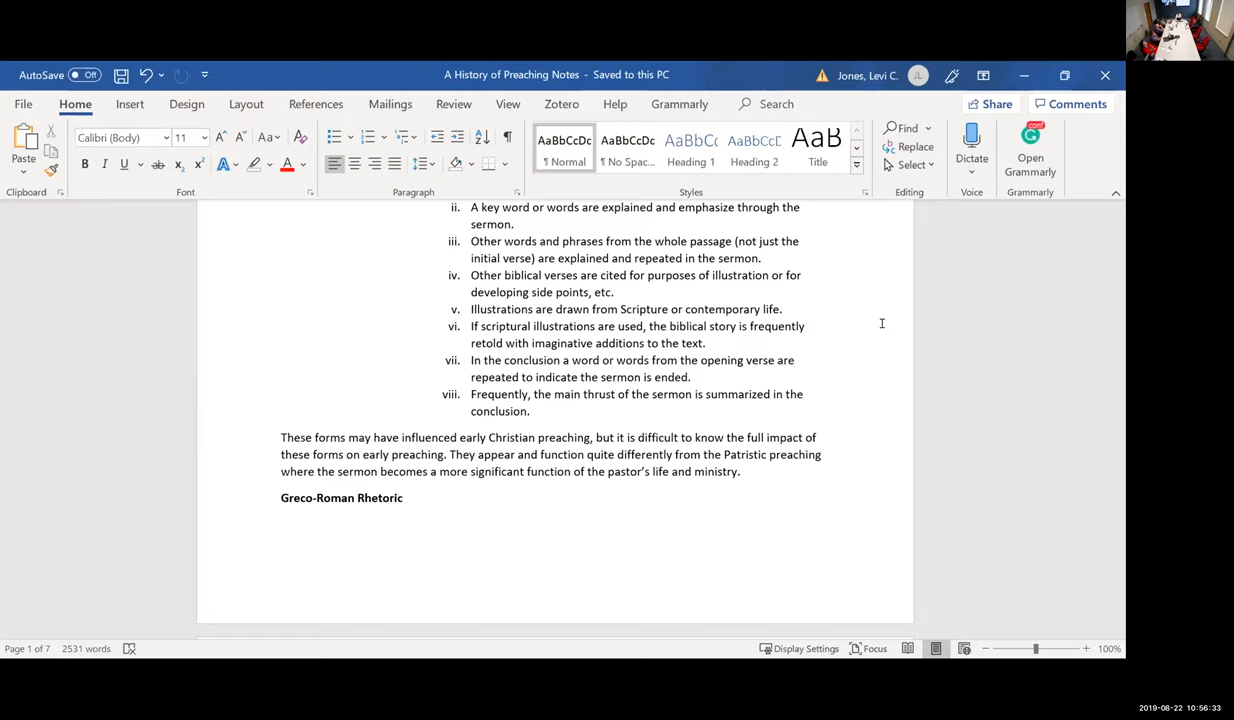 AutoSave Off
A History of Preaching Notes - Saved to this PC
Jones, Levi C. JL
File Home Insert Design Layout References Mailings Review View Zotero Help Grammarly Search Share Comments
Paste
Calibri (Body) 11 A A Aa A
B I U ab x₂ x² A A
AaBbCcDc AaBbCcDc AaBbCc AaBbCcD AaB
¶ Normal ¶ No Spac... Heading 1 Heading 2 Title
Find
Replace
Select
Dictate
conf
Open
Grammarly
Clipboard Font Paragraph Styles Editing Voice Grammarly
ii. A key word or words are explained and emphasize through the
sermon.
iii. Other words and phrases from the whole passage (not just the
initial verse) are explained and repeated in the sermon.
iv. Other biblical verses are cited for purposes of illustration or for
developing side points, etc.
v. Illustrations are drawn from Scripture or contemporary life.
vi. If scriptural illustrations are used, the biblical story is frequently
retold with imaginative additions to the text.
vii. In the conclusion a word or words from the opening verse are
repeated to indicate the sermon is ended.
viii. Frequently, the main thrust of the sermon is summarized in the
conclusion.
These forms may have influenced early Christian preaching, but it is difficult to know the full impact of
these forms on early preaching. They appear and function quite differently from the Patristic preaching
where the sermon becomes a more significant function of the pastor's life and ministry.
Greco-Roman Rhetoric
Page 1 of 7 2531 words Display Settings Focus 100%
2019-08-22 10:56:33